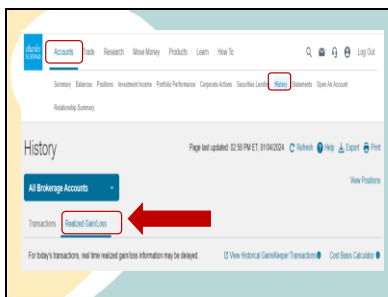 charles SCHWAB
Accounts Trade Research Move Money Products Learn How To Log Out
Summary Balances Positions Investment Income Portfolio Performance Corporate Actions Securities Lending History Statements Open An Account
Relationship Summary
History
Page last updated: 02:58 PM ET, 01/04/2024 Refresh Help Export Print
All Brokerage Accounts
View Positions
Transactions Realized Gain/Loss
For today's transactions, real time realized gain/loss information may be delayed. View Historical GainsKeeper Transactions Cost Basis Calculator